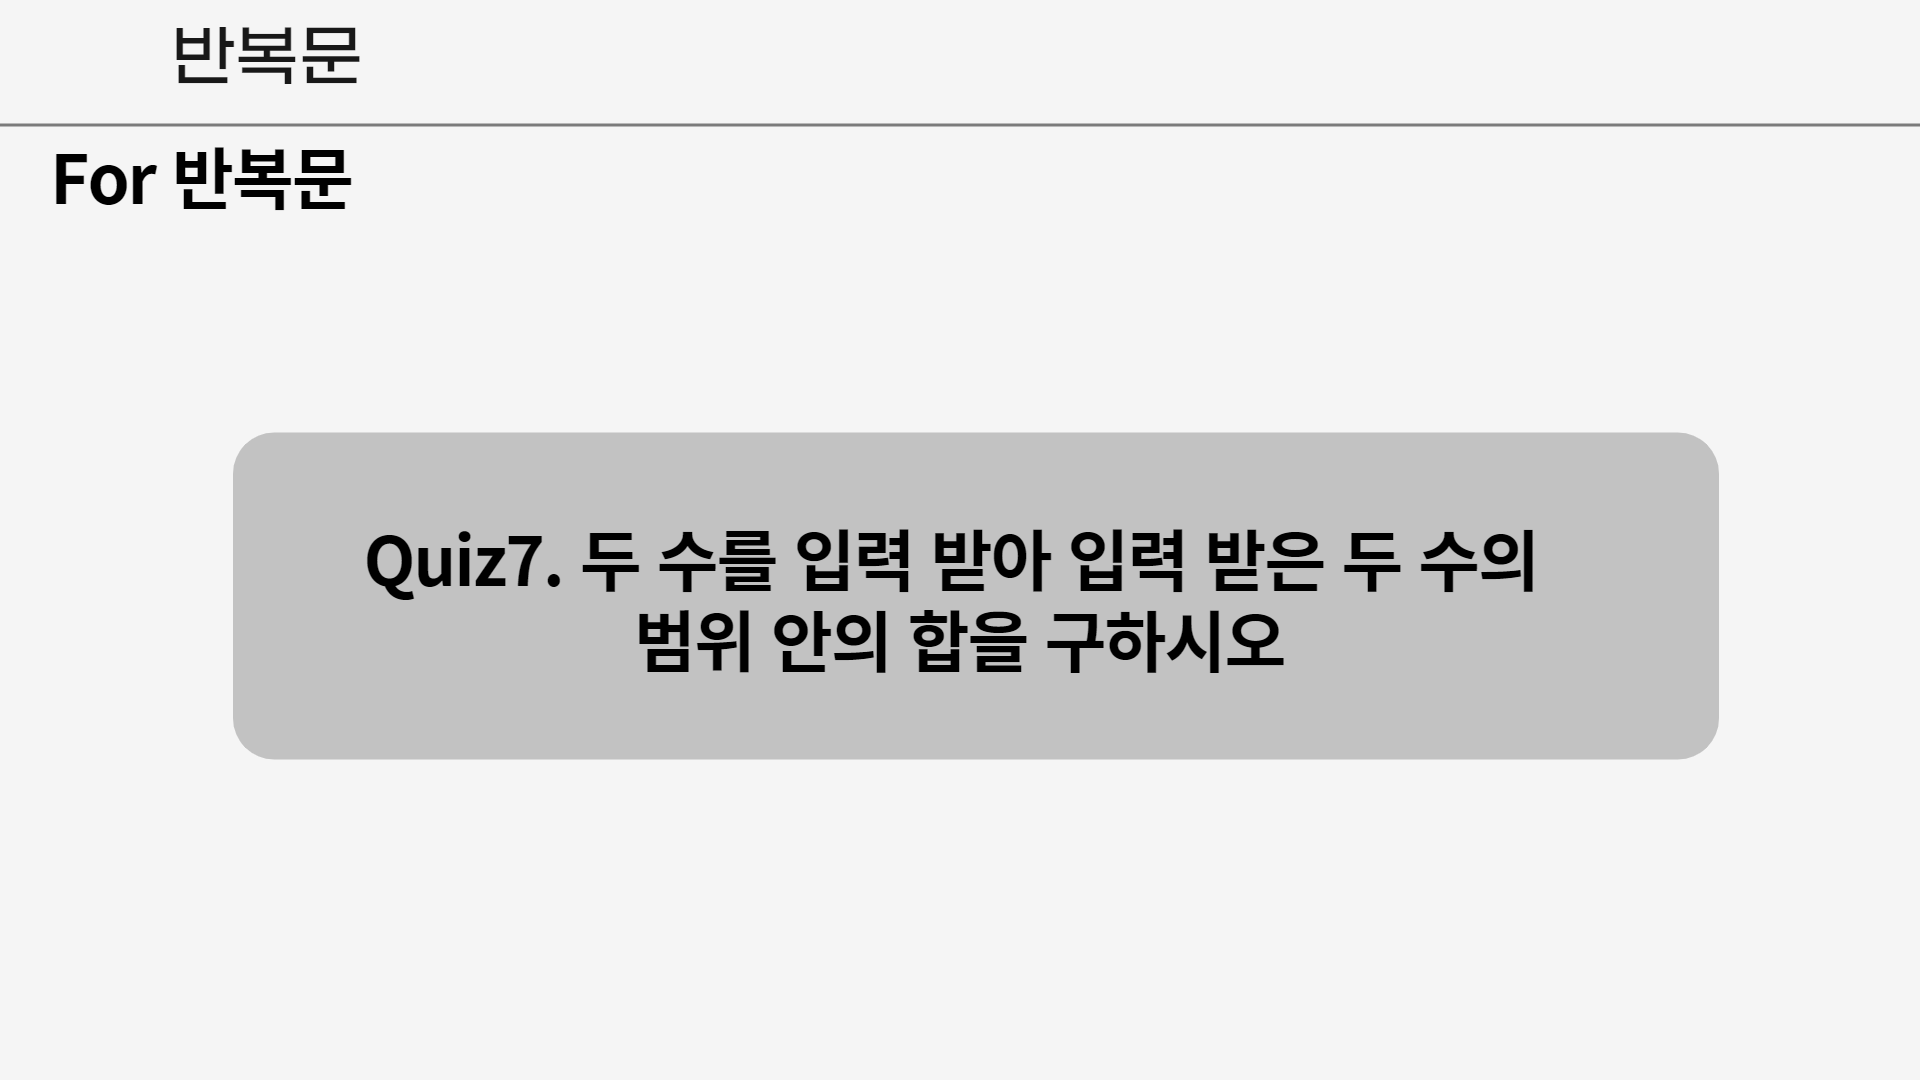 반복문
For 반복문
Quiz7. 두 수를 입력 받아 입력 받은 두 수의
범위 안의 합을 구하시오